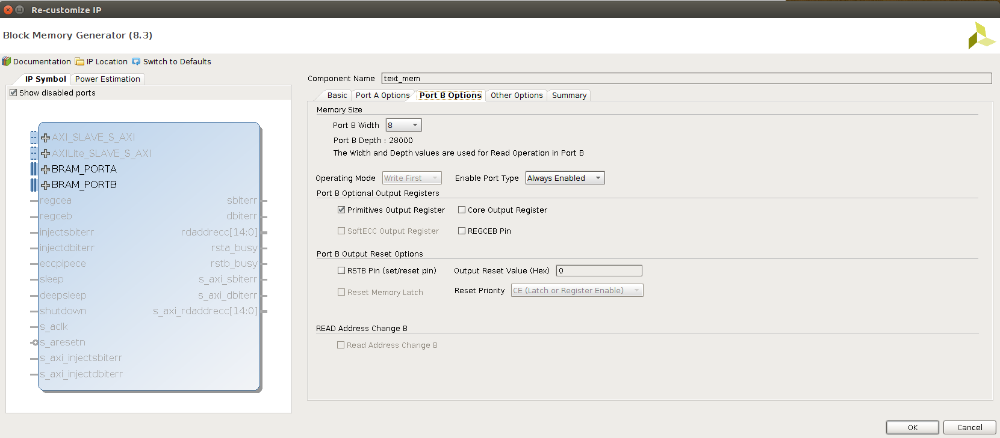 Re-customize IP
Block Memory Generator (8.3)
Documentation IP Location Switch to Defaults
IP Symbol Power Estimation
Show disabled ports
AXI_SLAVE_S_AXI
AXILite_SLAVE_S_AXI
BRAM_PORTA
BRAM_PORTB
regcea sbiterr
regceb dbiterr
injectsbiterr rdaddrecc[14:0]
injectdbiterr rsta_busy
eccpipece rstb_busy
sleep s_axi_sbiterr
deepsleep s_axi_dbiterr
shutdown s_axi_rdaddrecc[14:0]
s_aclk
s_aresetn
s_axi_injectsbiterr
s_axi_injectdbiterr
Component Name text_mem
Basic Port A Options Port B Options Other Options Summary
Memory Size
Port B Width 8
Port B Depth : 28000
The Width and Depth values are used for Read Operation in Port B
Operating Mode Write First Enable Port Type Always Enabled
Port B Optional Output Registers
Primitives Output Register Core Output Register
SoftECC Output Register REGCEB Pin
Port B Output Reset Options
RSTB Pin (set/reset pin) Output Reset Value (Hex) 0
Reset Memory Latch Reset Priority CE (Latch or Register Enable)
READ Address Change B
Read Address Change B
OK Cancel